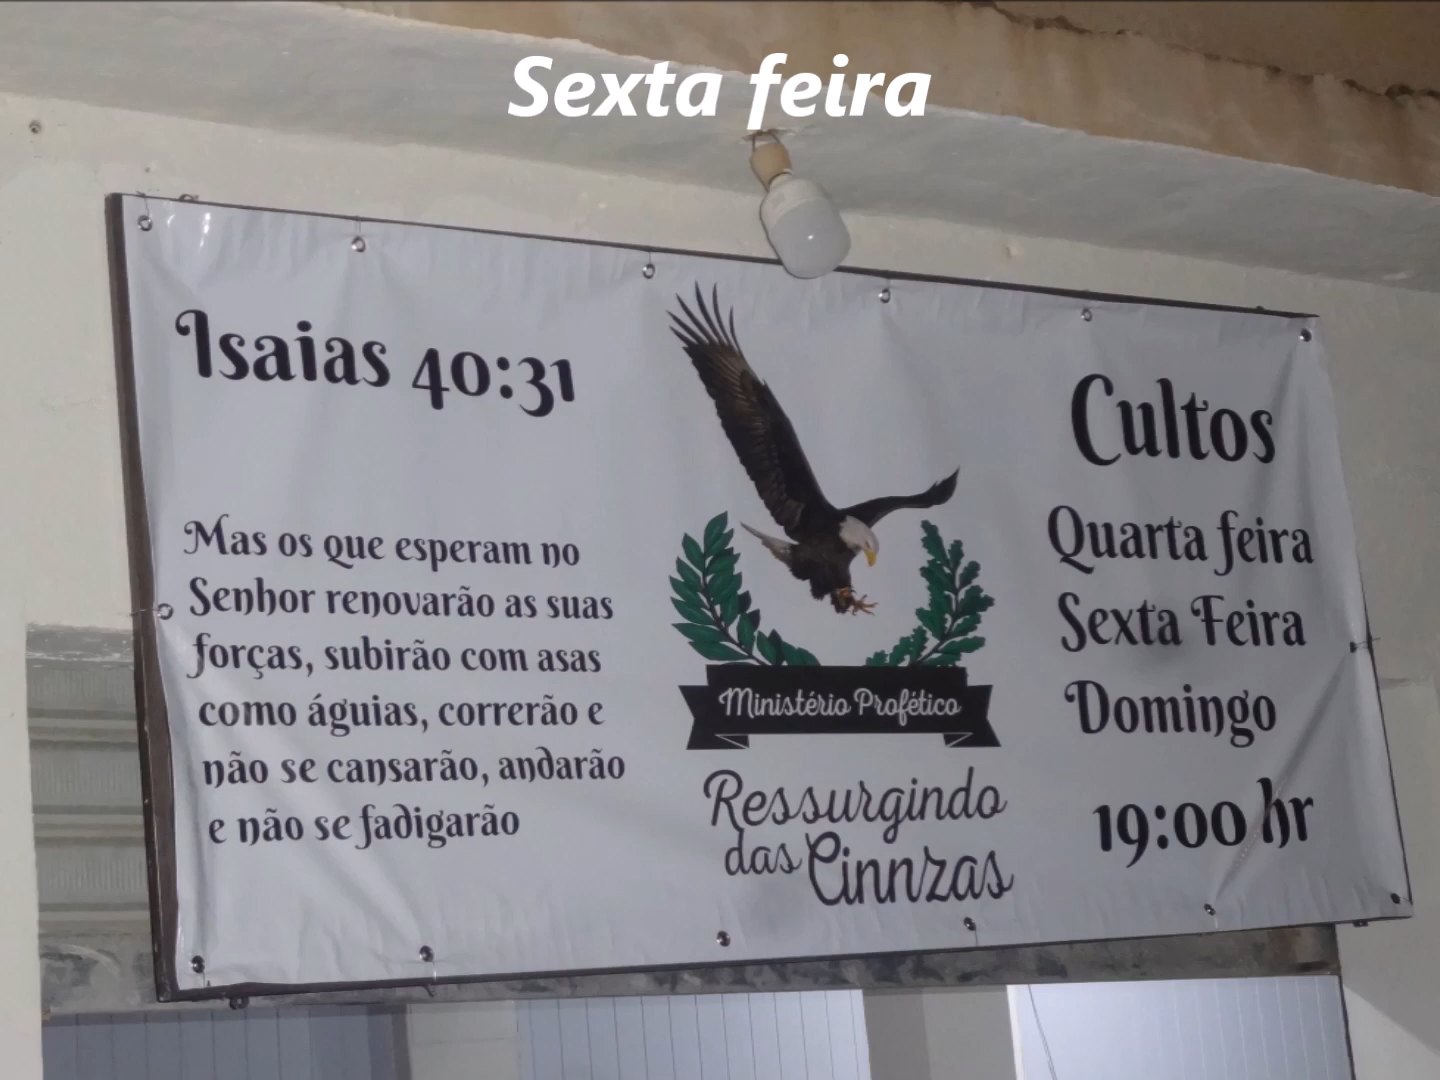 Sexta feira
Isaias 40:31
Mas os que esperam no
Senhor renovarão as suas
forças, subirão com asas
como águias, correrão e
não se cansarão, andarão
e não se fadigarão
Ministério Profético
Ressurgindo
das Cinnzas
Cultos
Quarta feira
Sexta Feira
Domingo
19:00 hr